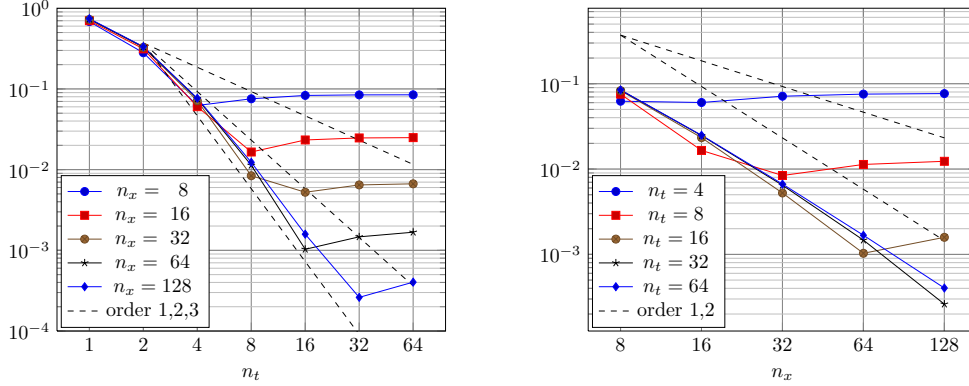 10^0
10^{-1}
10^{-2}
10^{-3}
10^{-4}
n_x = 8
n_x = 16
n_x = 32
n_x = 64
n_x = 128
order 1,2,3
1 2 4 8 16 32 64
n_t
10^{-1}
10^{-2}
10^{-3}
n_t = 4
n_t = 8
n_t = 16
n_t = 32
n_t = 64
order 1,2
8 16 32 64 128
n_x